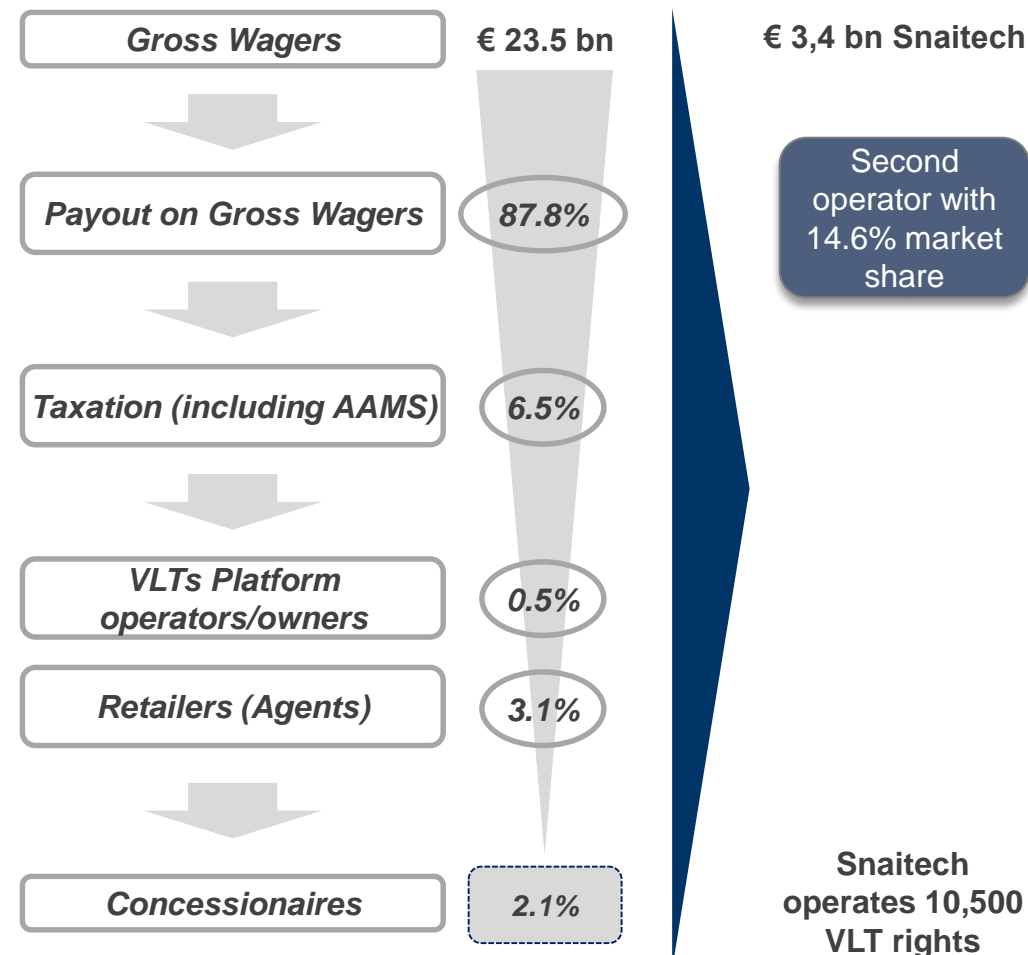 Gross Wagers
€ 23.5 bn
€ 3,4 bn Snaitech
Payout on Gross Wagers
87.8%
Second
operator with
14.6% market
share
Taxation (including AAMS)
6.5%
VLTs Platform
operators/owners
0.5%
Retailers (Agents)
3.1%
Concessionaires
2.1%
Snaitech
operates 10,500
VLT rights